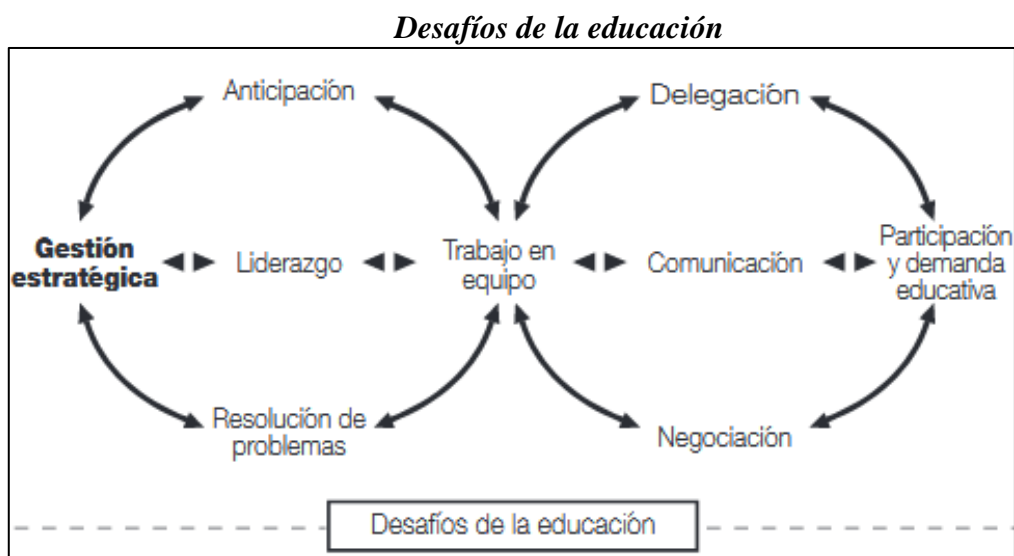 Desafíos de la educación
Anticipación
Delegación
Gestión
estratégica
Liderazgo
Trabajo en
equipo
Comunicación
Participación
y demanda
educativa
Resolución de
problemas
Negociación
Desafíos de la educación